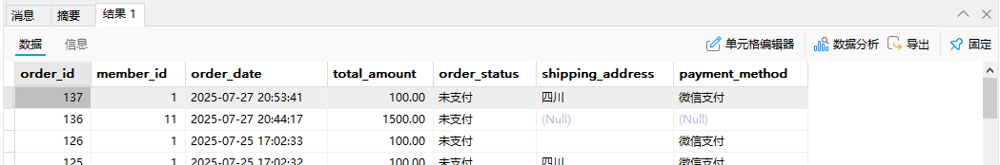 消息 摘要 结果 1
数据 信息 单元格编辑器 数据分析 导出 固定
order_id member_id order_date total_amount order_status shipping_address payment_method
137 1 2025-07-27 20:53:41 100.00 未支付 四川 微信支付
136 11 2025-07-27 20:44:17 1500.00 未支付 (Null) (Null)
126 1 2025-07-25 17:02:33 100.00 未支付 微信支付
125 1 2025-07-25 17:02:32 100.00 未支付 四川 微信支付